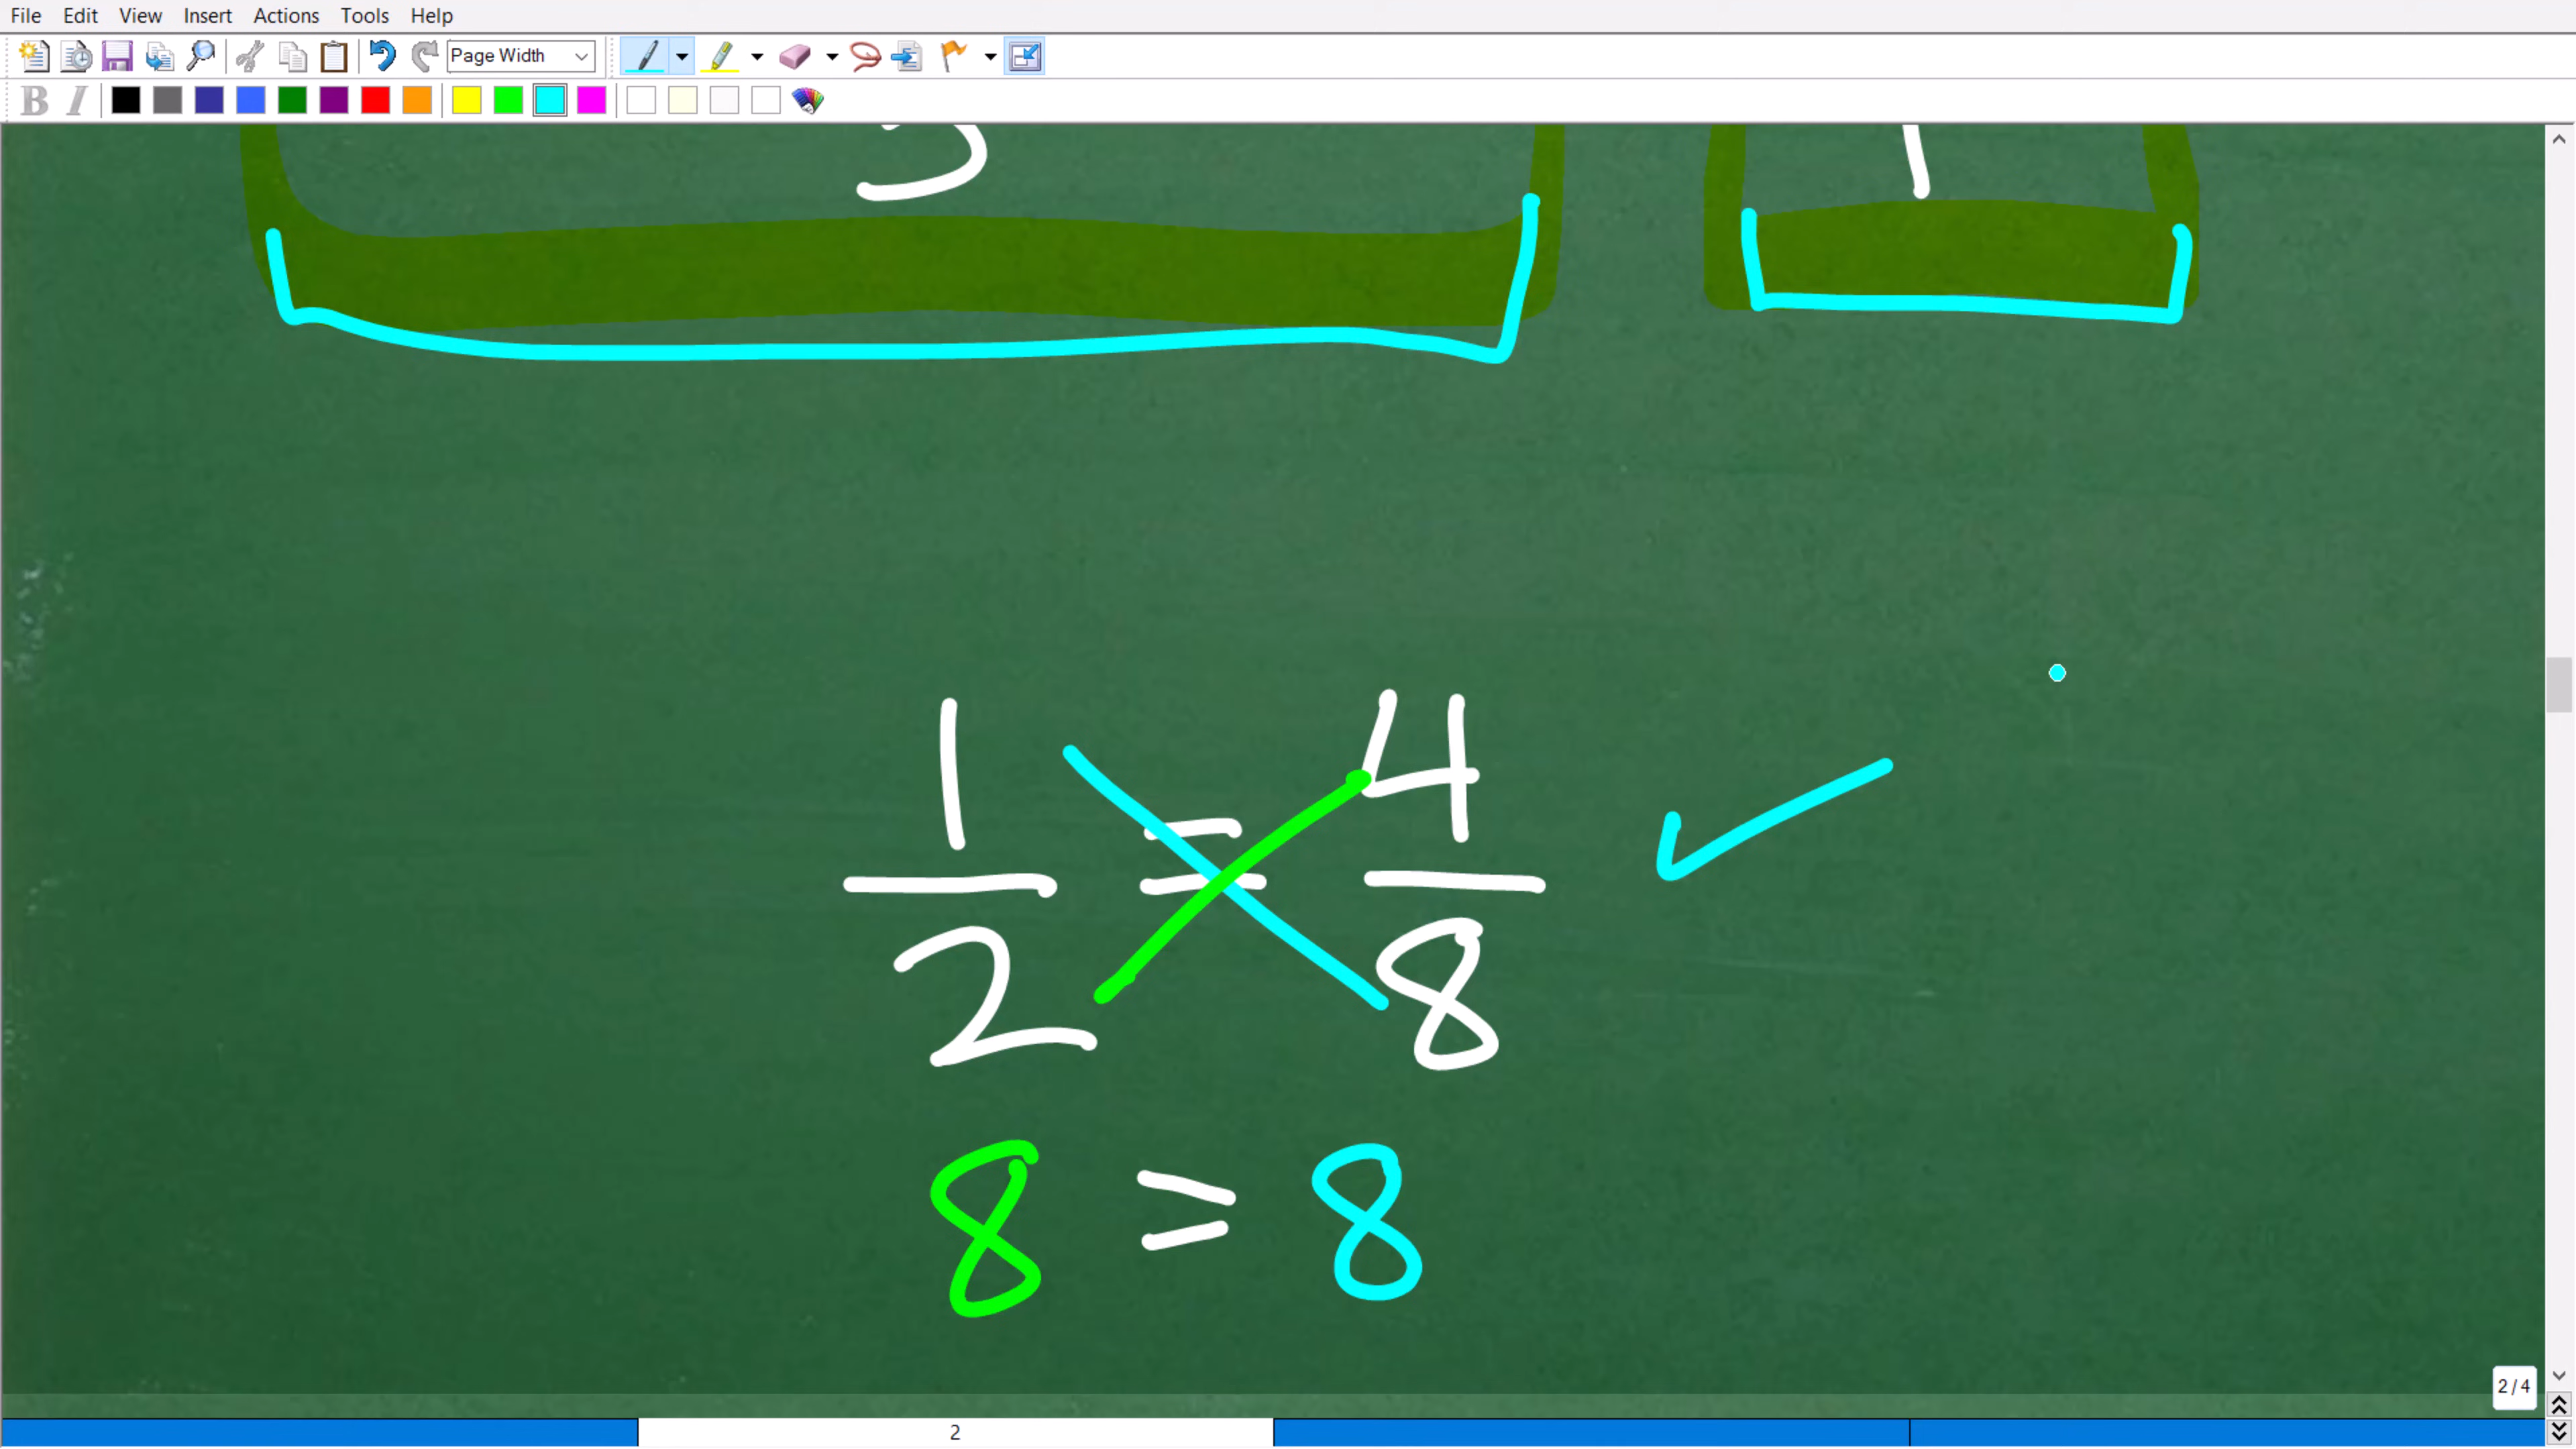 File Edit View Insert Actions Tools Help
Page Width
B I
1/2 = 4/8
8 = 8
2 / 4
2